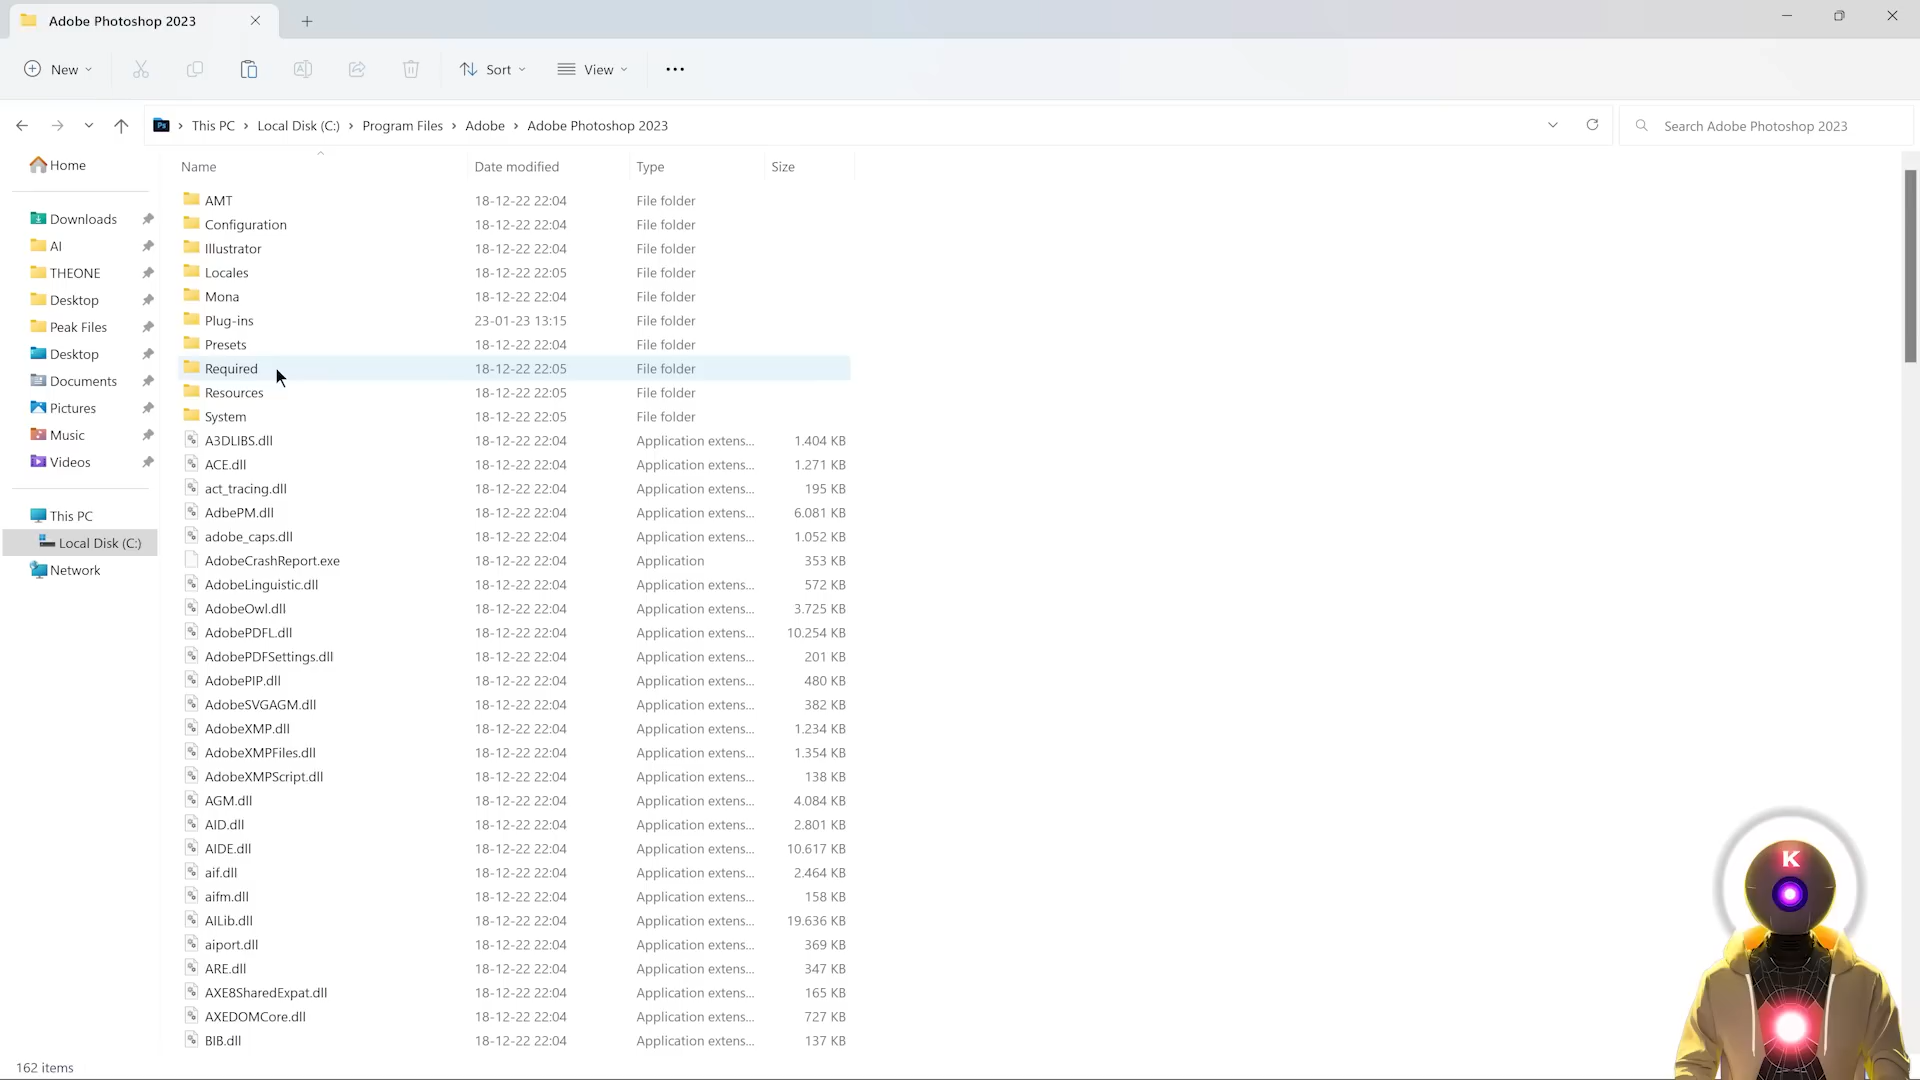 Adobe Photoshop 2023
New
Sort
View
Ps
This PC
Local Disk (C:)
Program Files
Adobe
Adobe Photoshop 2023
Search Adobe Photoshop 2023
Home
Downloads
AI
THEONE
Desktop
Peak Files
Desktop
Documents
Pictures
Music
Videos
This PC
Local Disk (C:)
Network
Name Date modified Type Size
AMT 18-12-22 22:04 File folder
Configuration 18-12-22 22:04 File folder
Illustrator 18-12-22 22:04 File folder
Locales 18-12-22 22:05 File folder
Mona 18-12-22 22:04 File folder
Plug-ins 23-01-23 13:15 File folder
Presets 18-12-22 22:04 File folder
Required 18-12-22 22:05 File folder
Resources 18-12-22 22:05 File folder
System 18-12-22 22:05 File folder
A3DLIBS.dll 18-12-22 22:04 Application extens... 1.404 KB
ACE.dll 18-12-22 22:04 Application extens... 1.271 KB
act_tracing.dll 18-12-22 22:04 Application extens... 195 KB
AdbePM.dll 18-12-22 22:04 Application extens... 6.081 KB
adobe_caps.dll 18-12-22 22:04 Application extens... 1.052 KB
AdobeCrashReport.exe 18-12-22 22:04 Application 353 KB
AdobeLinguistic.dll 18-12-22 22:04 Application extens... 572 KB
AdobeOwl.dll 18-12-22 22:04 Application extens... 3.725 KB
AdobePDFL.dll 18-12-22 22:04 Application extens... 10.254 KB
AdobePDFSettings.dll 18-12-22 22:04 Application extens... 201 KB
AdobePIP.dll 18-12-22 22:04 Application extens... 480 KB
AdobeSVGAGM.dll 18-12-22 22:04 Application extens... 382 KB
AdobeXMP.dll 18-12-22 22:04 Application extens... 1.234 KB
AdobeXMPFiles.dll 18-12-22 22:04 Application extens... 1.354 KB
AdobeXMPScript.dll 18-12-22 22:04 Application extens... 138 KB
AGM.dll 18-12-22 22:04 Application extens... 4.084 KB
AID.dll 18-12-22 22:04 Application extens... 2.801 KB
AIDE.dll 18-12-22 22:04 Application extens... 10.617 KB
aif.dll 18-12-22 22:04 Application extens... 2.464 KB
aifm.dll 18-12-22 22:04 Application extens... 158 KB
AILib.dll 18-12-22 22:04 Application extens... 19.636 KB
aiport.dll 18-12-22 22:04 Application extens... 369 KB
ARE.dll 18-12-22 22:04 Application extens... 347 KB
AXE8SharedExpat.dll 18-12-22 22:04 Application extens... 165 KB
AXEDOMCore.dll 18-12-22 22:04 Application extens... 727 KB
BIB.dll 18-12-22 22:04 Application extens... 137 KB
K
162 items